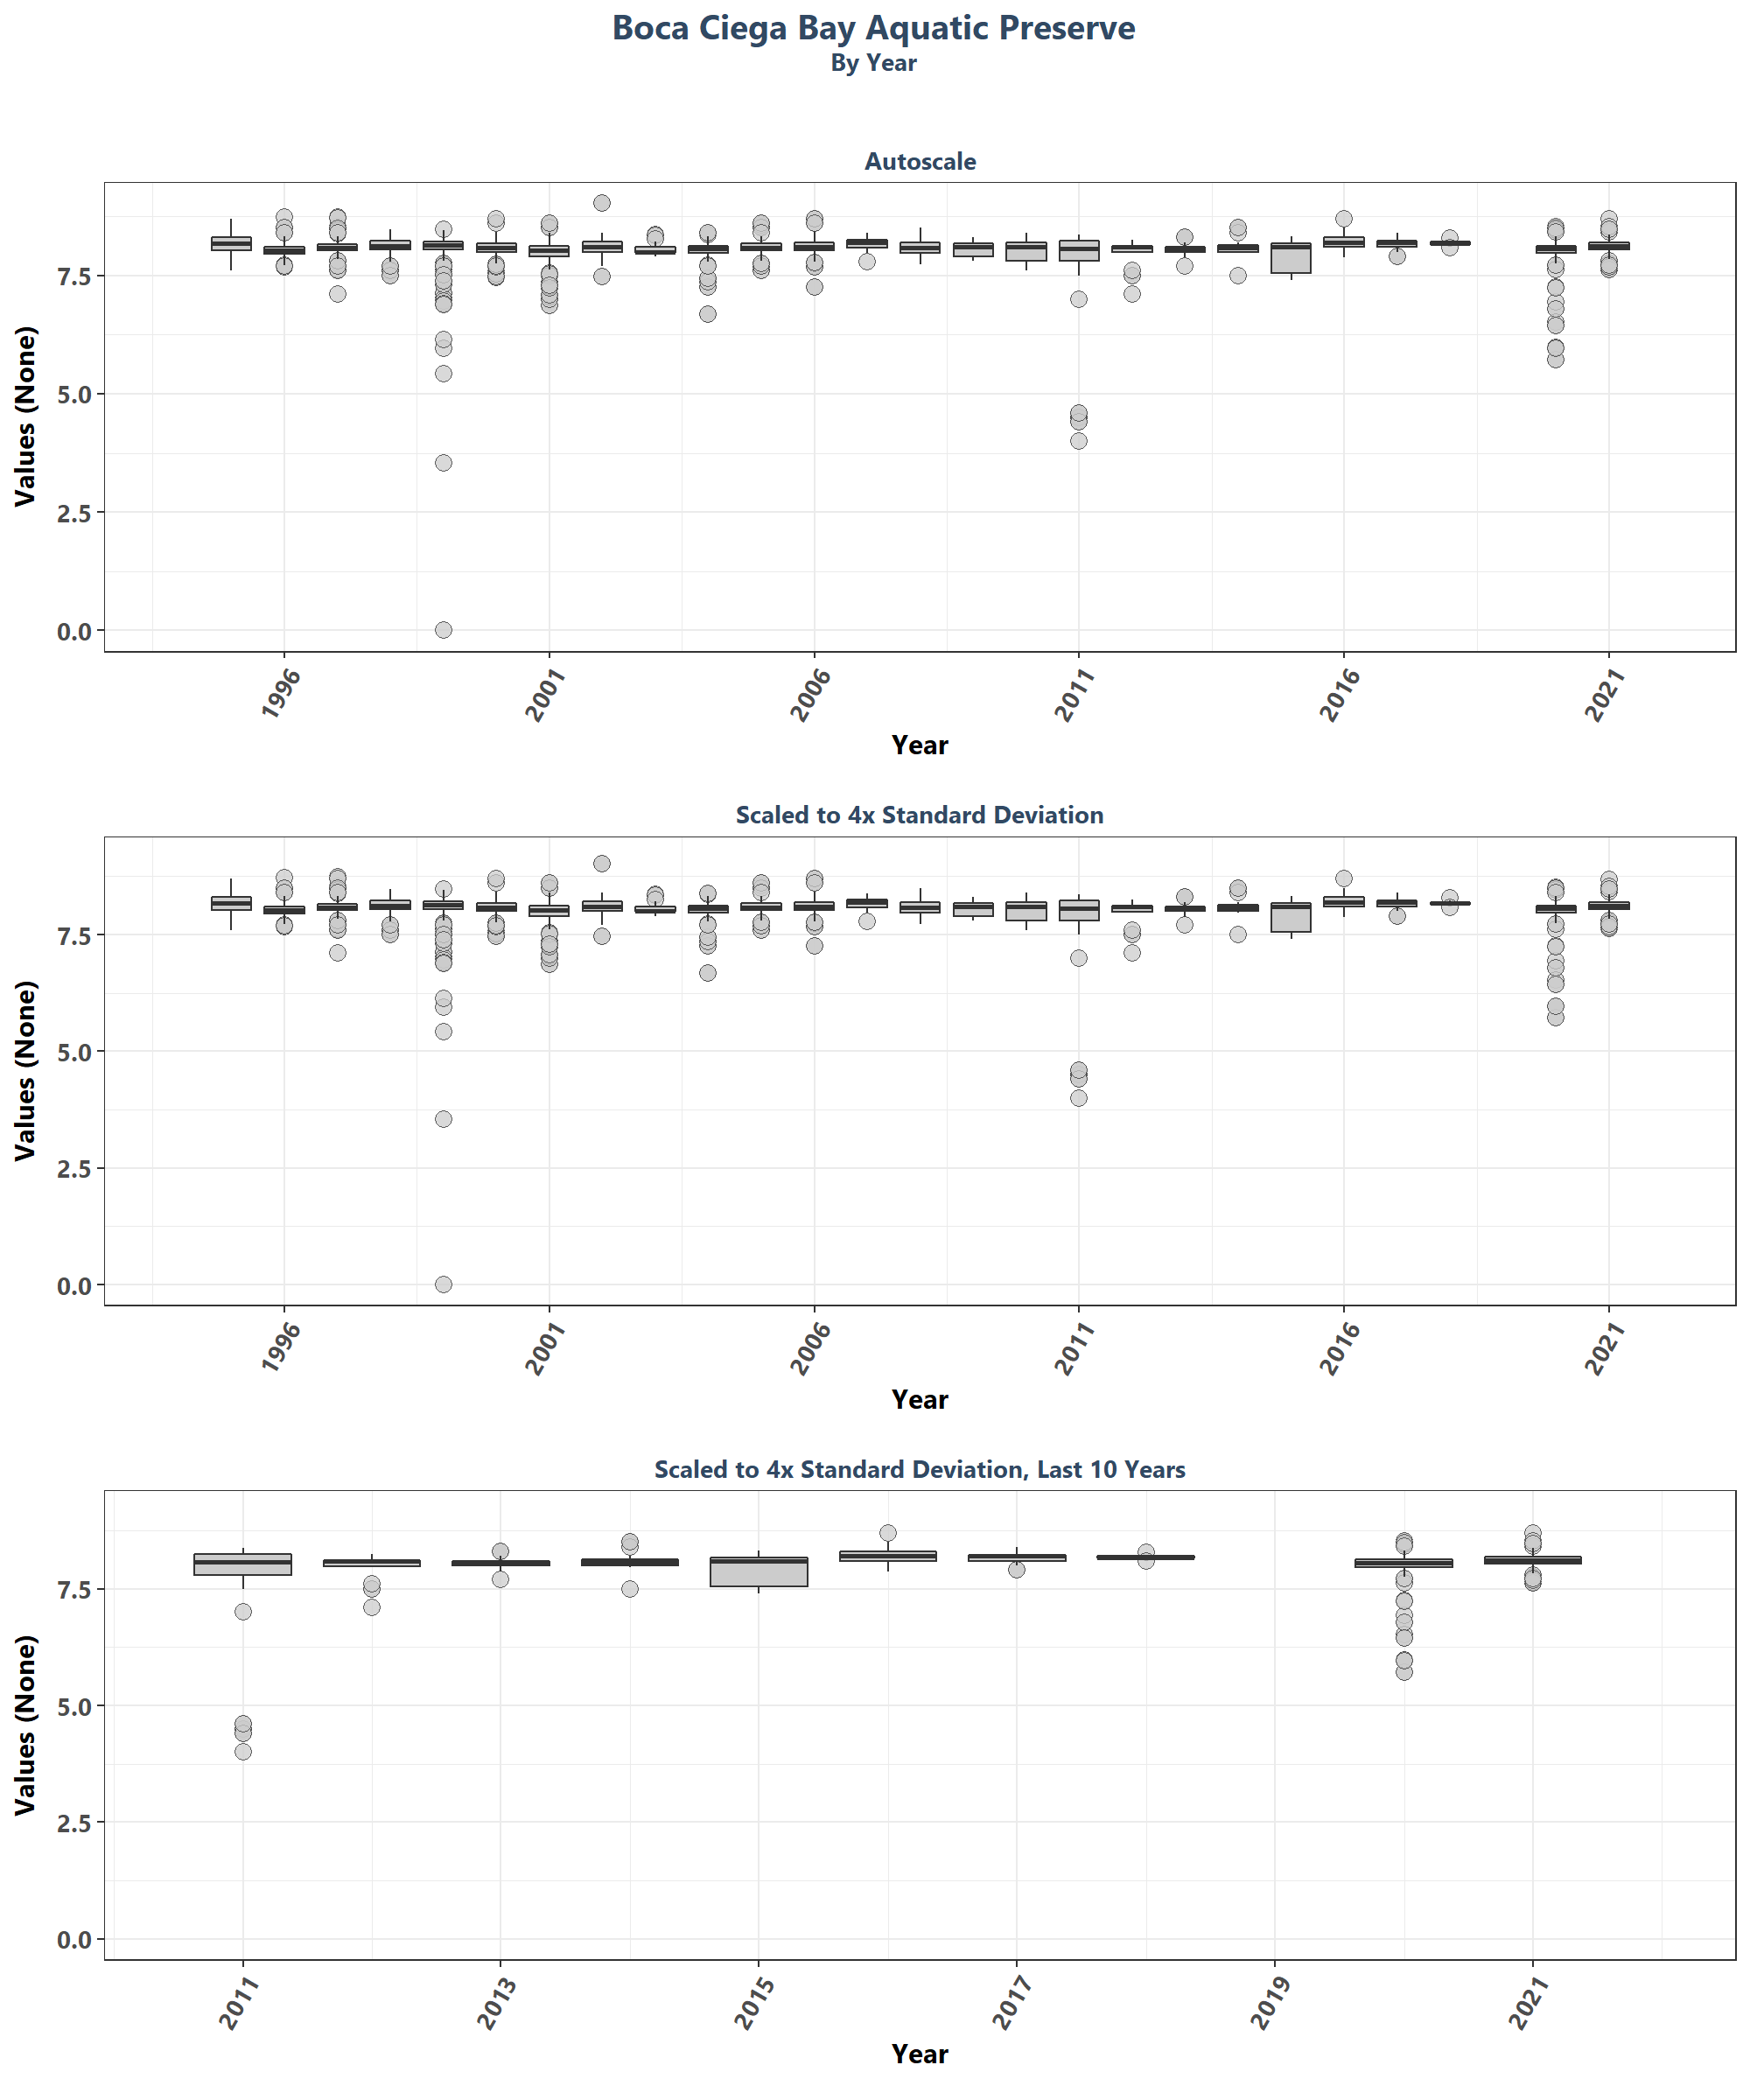 Boca Ciega Bay Aquatic Preserve
By Year
Autoscale
Values (None)
7.5
5.0
2.5
0.0
1996
2001
2006
2011
2016
2021
Year
Scaled to 4x Standard Deviation
Values (None)
7.5
5.0
2.5
0.0
1996
2001
2006
2011
2016
2021
Year
Scaled to 4x Standard Deviation, Last 10 Years
Values (None)
7.5
5.0
2.5
0.0
2011
2013
2015
2017
2019
2021
Year